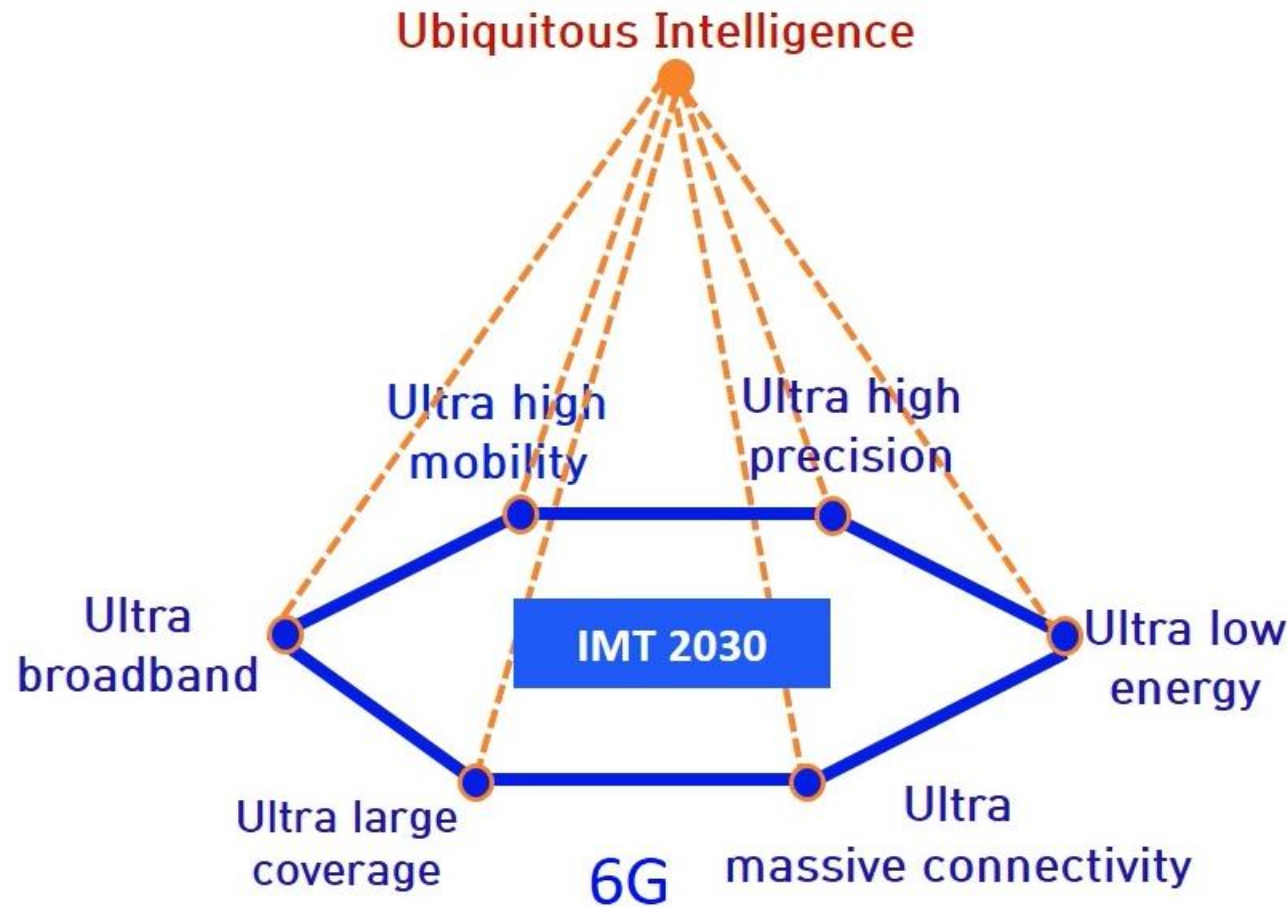 Ubiquitous Intelligence
Ultra high
mobility
Ultra high
precision
Ultra
broadband
IMT 2030
Ultra low
energy
Ultra large
coverage
Ultra
massive connectivity
6G